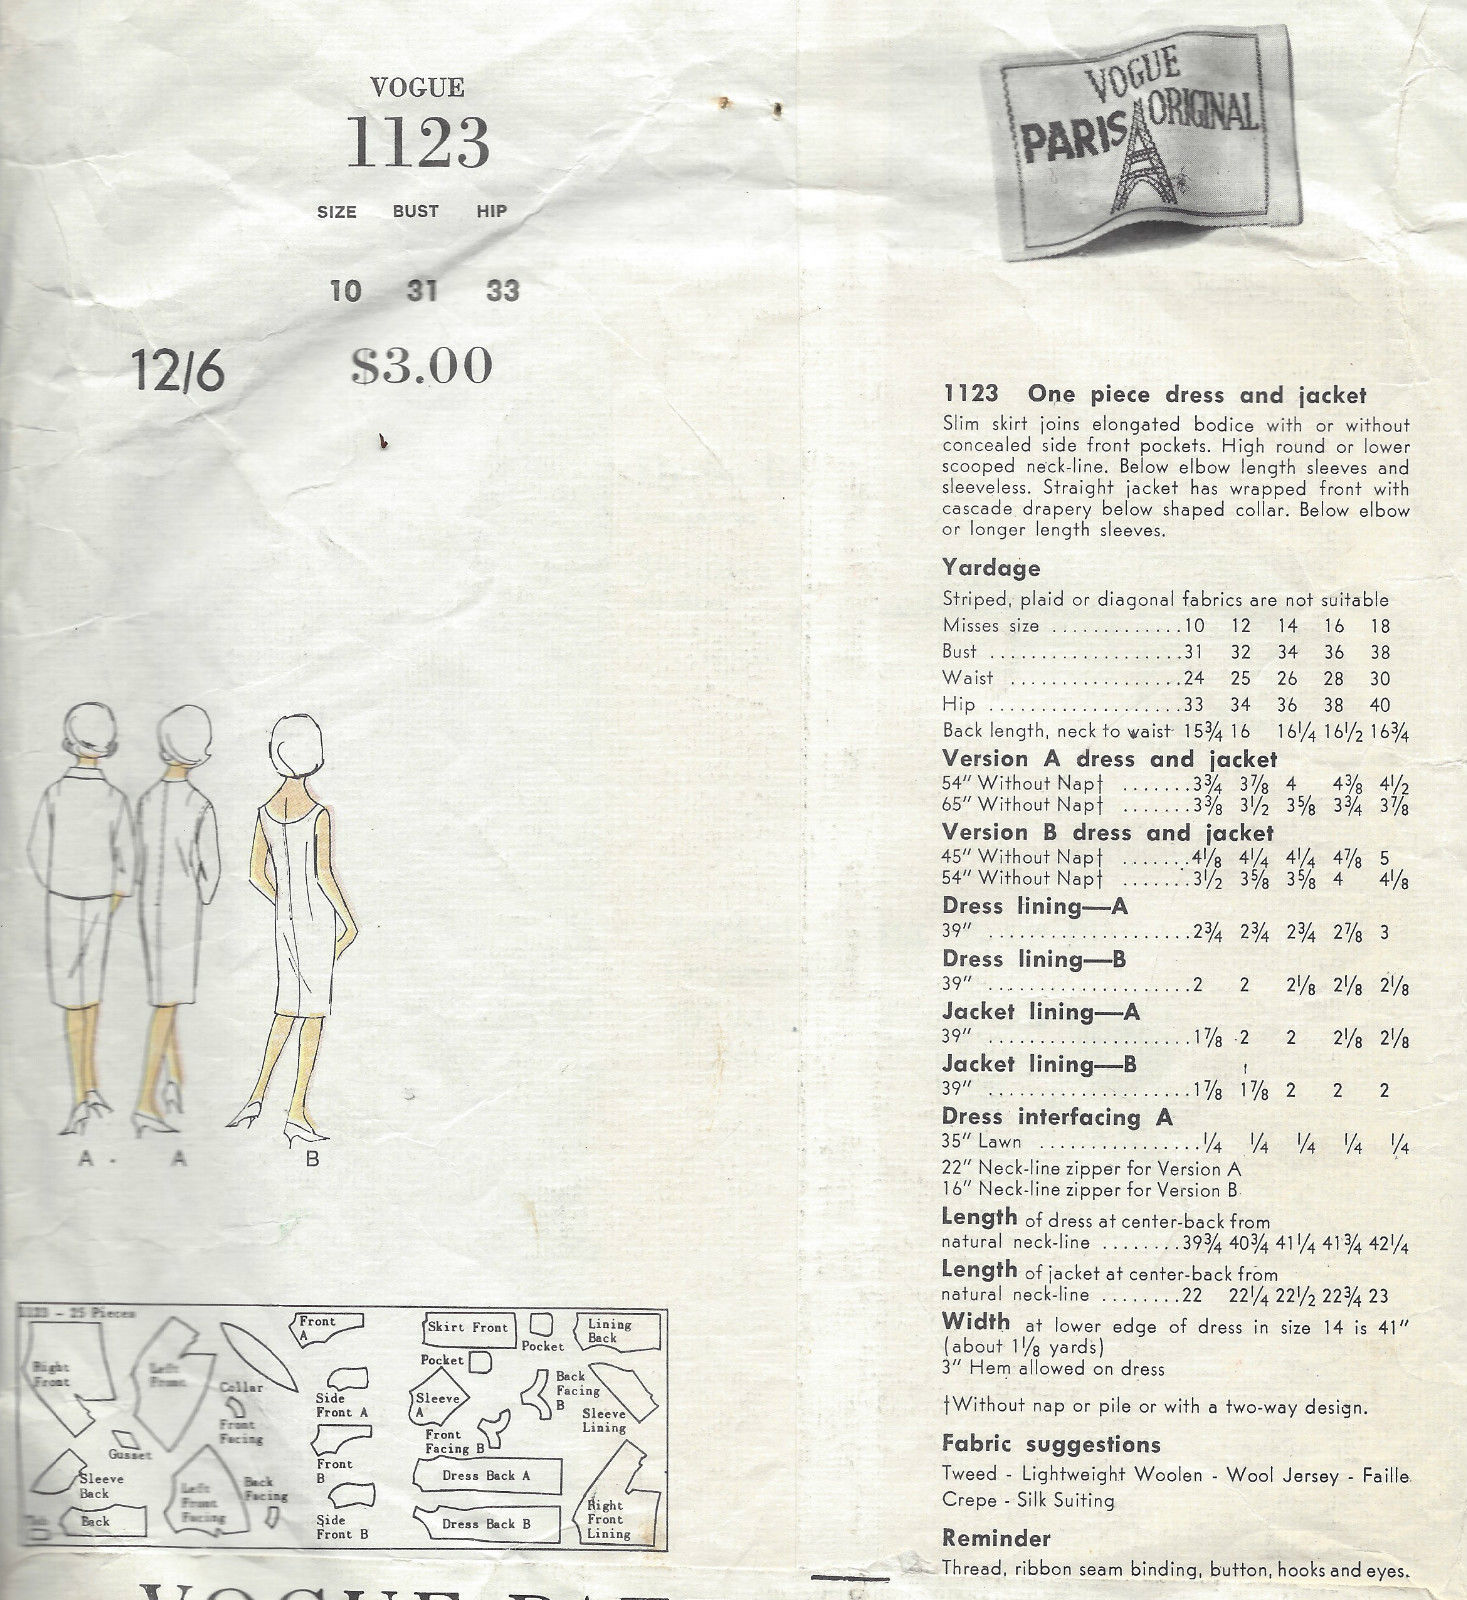 VOGUE
1123
SIZE BUST HIP
10 31 33
12/6 $3.00
VOGUE
PARIS ORIGINAL
1123 One piece dress and jacket
Slim skirt joins elongated bodice with or without
concealed side front pockets. High round or lower
scooped neck-line. Below elbow length sleeves and
sleeveless. Straight jacket has wrapped front with
cascade drapery below shaped collar. Below elbow
or longer length sleeves.
Yardage
Striped, plaid or diagonal fabrics are not suitable
Misses size .............10 12 14 16 18
Bust ...................31 32 34 36 38
Waist .................24 25 26 28 30
Hip ...................33 34 36 38 40
Back length, neck to waist 15¾ 16 16¼ 16½ 16¾
Version A dress and jacket
54" Without Nap† .......3¾ 3⅞ 4 4⅜ 4½
65" Without Nap† .......3⅜ 3½ 3⅝ 3¾ 3⅞
Version B dress and jacket
45" Without Nap† .......4⅛ 4¼ 4¼ 4⅞ 5
54" Without Nap† .......3½ 3⅝ 3⅝ 4 4⅛
Dress lining—A
39" ....................2¾ 2¾ 2¾ 2⅞ 3
Dress lining—B
39" ....................2 2 2⅛ 2⅛ 2⅛
Jacket lining—A
39" ....................1⅞ 2 2 2⅛ 2⅛
Jacket lining—B
39" ....................1⅞ 1⅞ 2 2 2
Dress interfacing A
35" Lawn ................¼ ¼ ¼ ¼ ¼
22" Neck-line zipper for Version A
16" Neck-line zipper for Version B
Length of dress at center-back from
natural neck-line ........39¾ 40¾ 41¼ 41¾ 42¼
Length of jacket at center-back from
natural neck-line ........22 22¼ 22½ 22¾ 23
Width at lower edge of dress in size 14 is 41"
(about 1⅛ yards)
3" Hem allowed on dress
†Without nap or pile or with a two-way design.
Fabric suggestions
Tweed - Lightweight Woolen - Wool Jersey - Faille
Crepe - Silk Suiting
Reminder
Thread, ribbon seam binding, button, hooks and eyes.
A A B
1123 - 25 Pieces
Right
Front
Left
Front
Collar
Front
Facing
Gusset
Sleeve
Back
Back
Left
Front
Facing
Back
Facing
Front
A
Side
Front A
Front
B
Side
Front B
Skirt Front
Pocket
Pocket
Lining
Back
Sleeve
A
Back
Facing
B
Front
Facing B
Sleeve
Lining
Dress Back A
Dress Back B
Right
Front
Lining
VOGUE PAT